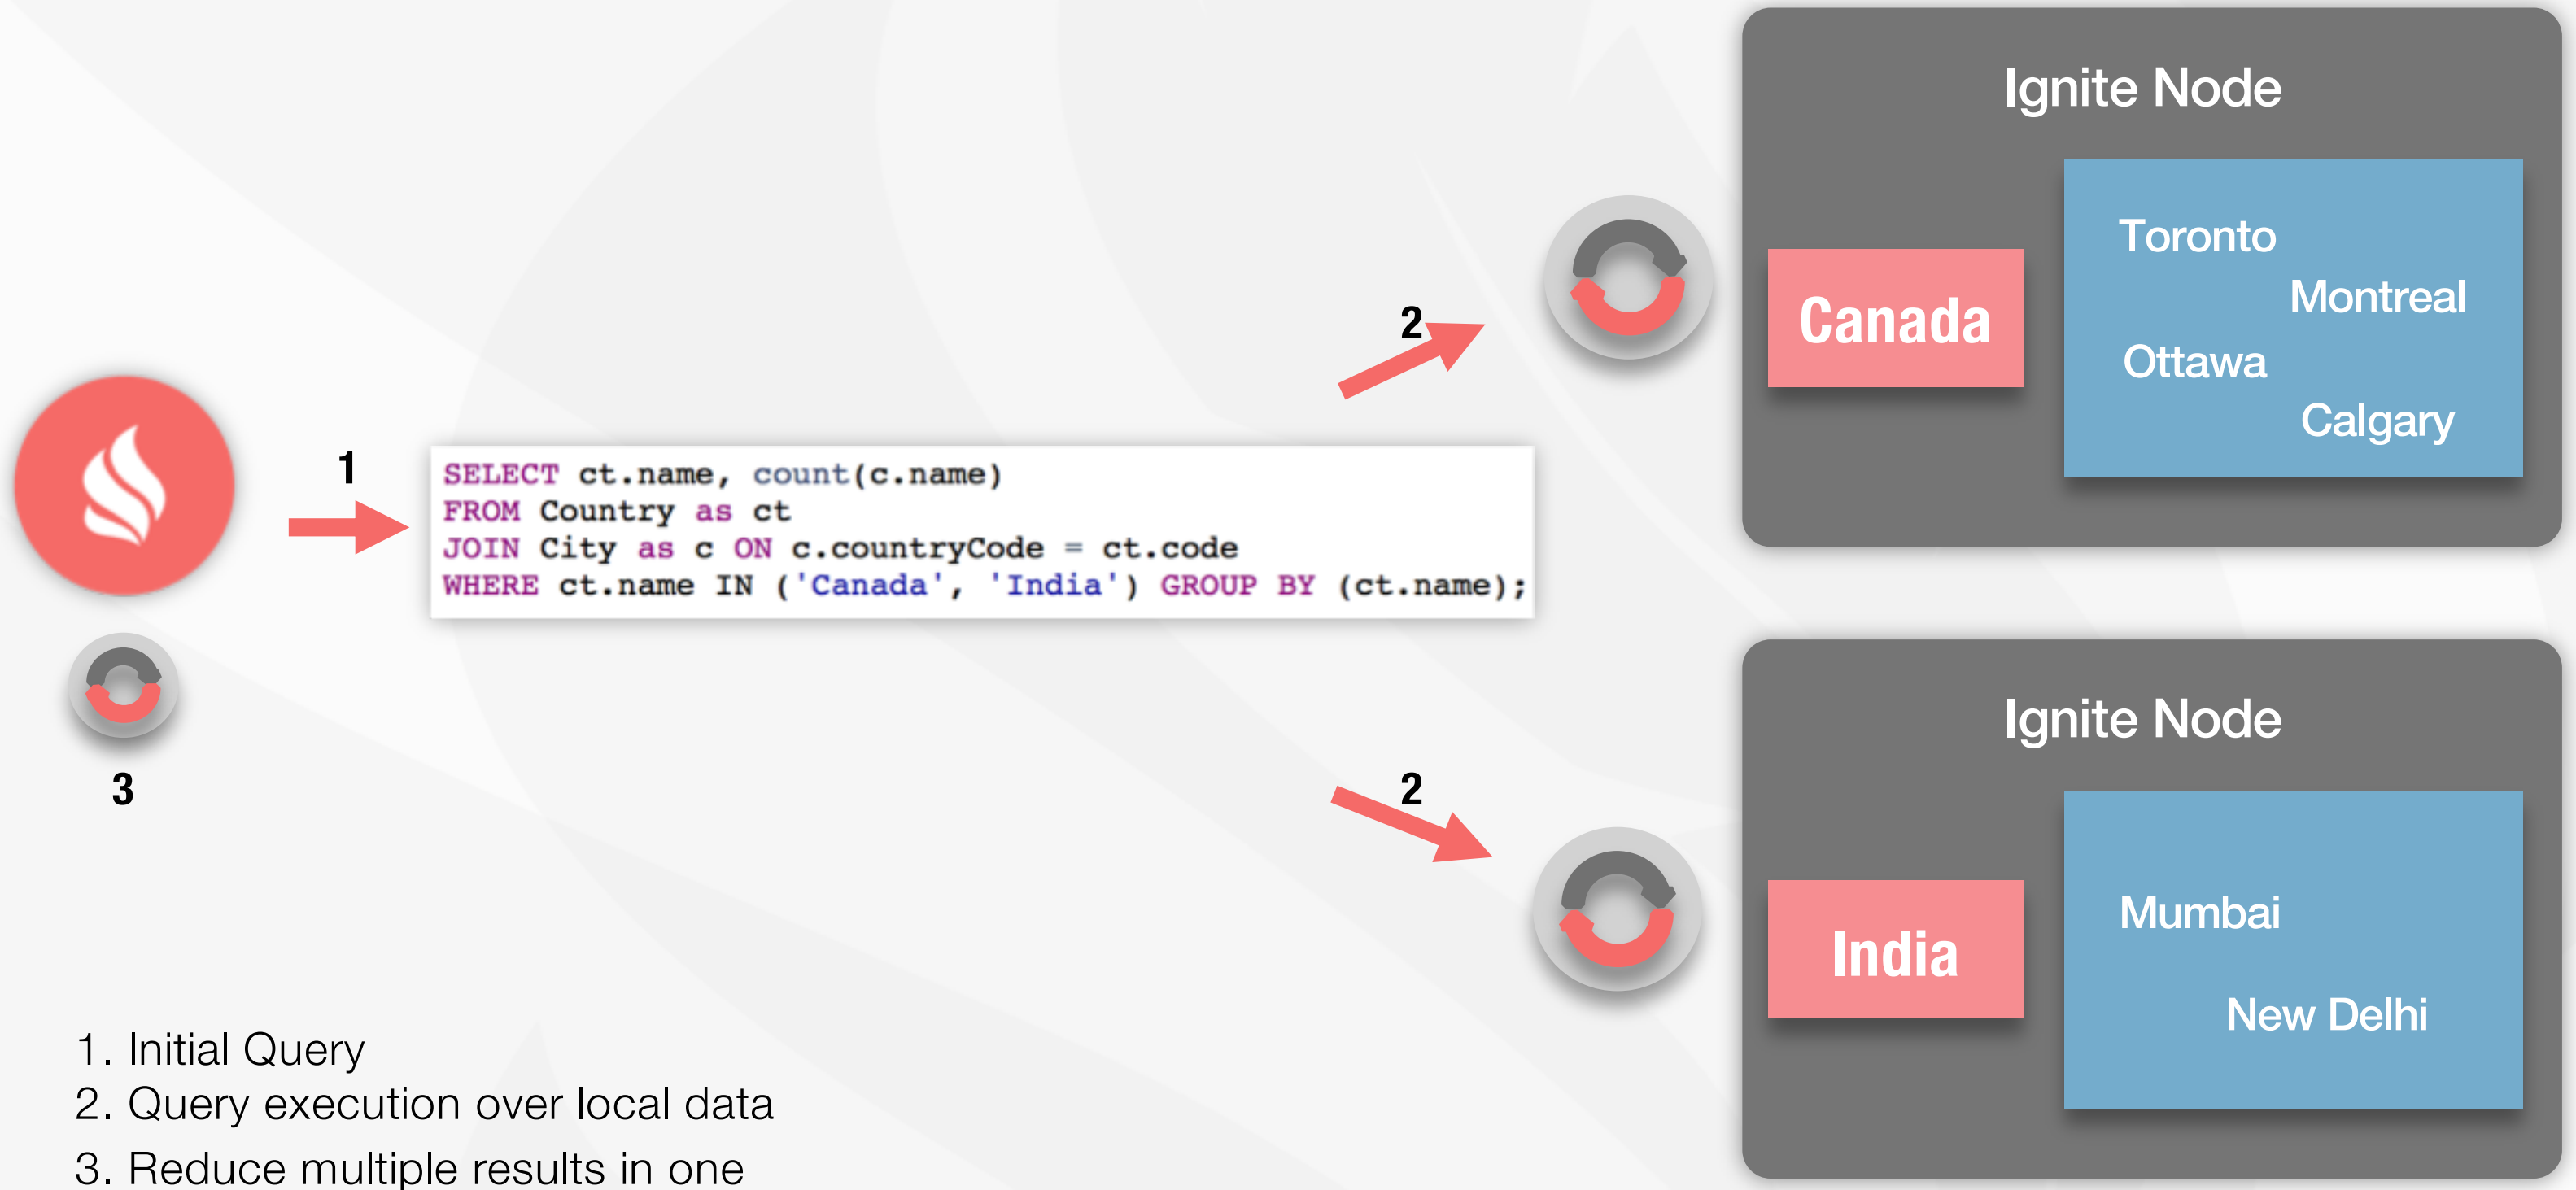 Ignite Node
Toronto
Montreal
Canada
Ottawa
Calgary
2
1
SELECT ct.name, count(c.name)
FROM Country as ct
JOIN City as c ON c.countryCode = ct.code
WHERE ct.name IN ('Canada', 'India') GROUP BY (ct.name);
3
2
Ignite Node
Mumbai
India
New Delhi
1. Initial Query
2. Query execution over local data
3. Reduce multiple results in one